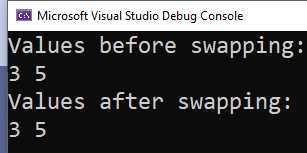 C:\ Microsoft Visual Studio Debug Console
Values before swapping:
3 5
Values after swapping:
3 5